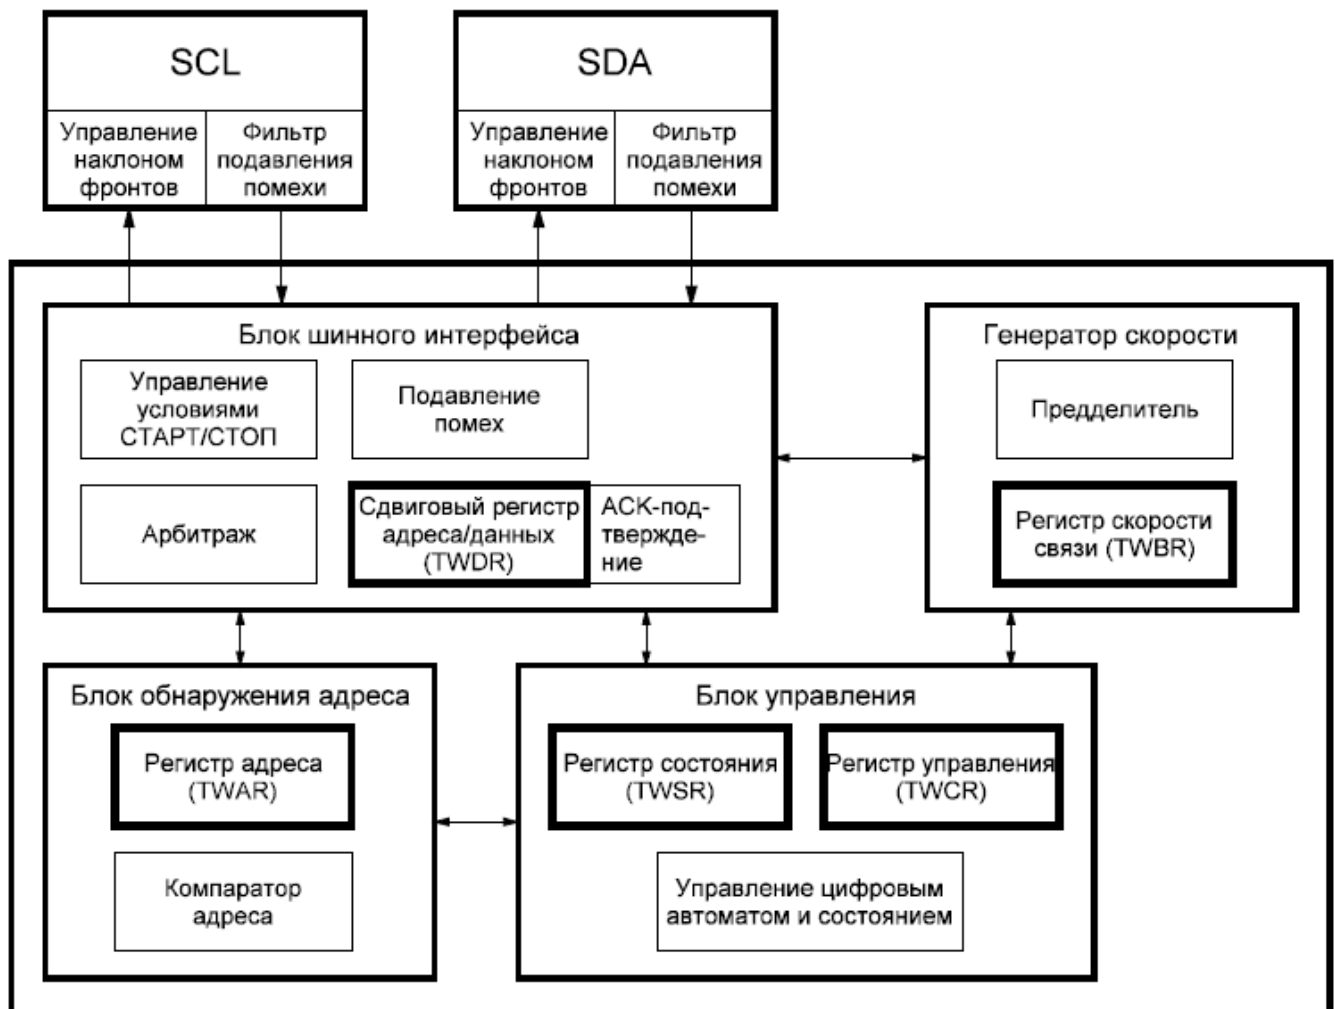 SCL
Управление
наклоном
фронтов
Фильтр
подавления
помехи
SDA
Управление
наклоном
фронтов
Фильтр
подавления
помехи
Блок шинного интерфейса
Управление
условиями
СТАРТ/СТОП
Подавление
помех
Арбитраж
Сдвиговый регистр
адреса/данных
(TWDR)
АСК-под-
твержде-
ние
Генератор скорости
Предделитель
Регистр скорости
связи (TWBR)
Блок обнаружения адреса
Регистр адреса
(TWAR)
Компаратор
адреса
Блок управления
Регистр состояния
(TWSR)
Регистр управления
(TWCR)
Управление цифровым
автоматом и состоянием